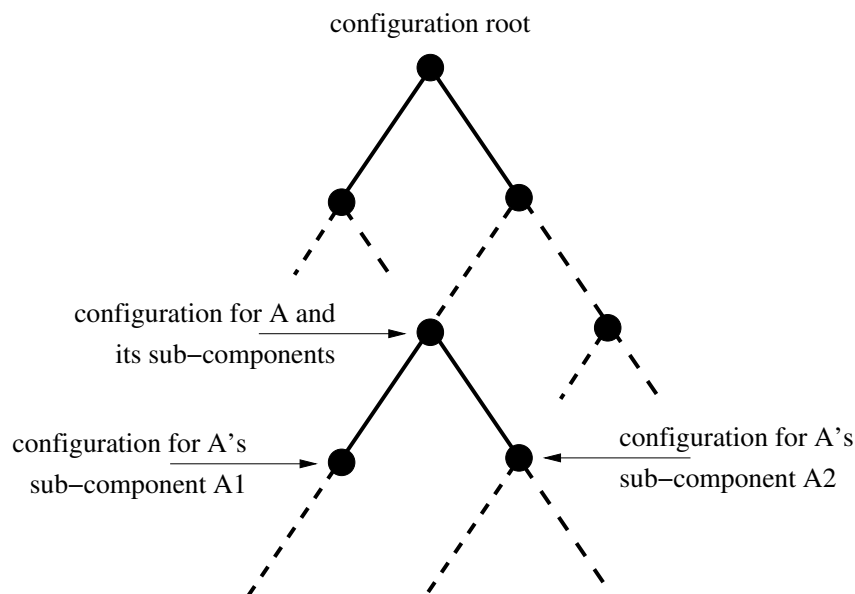 configuration root
configuration for A and
its sub−components
configuration for A's
sub−component A1
configuration for A's
sub−component A2